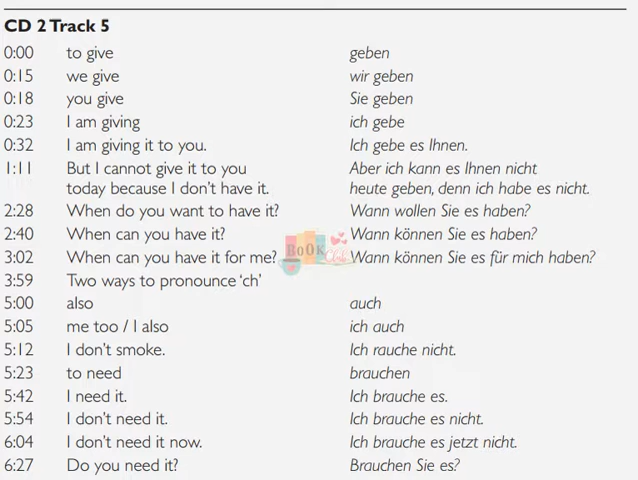 CD 2 Track 5
0:00 to give geben
0:15 we give wir geben
0:18 you give Sie geben
0:23 I am giving ich gebe
0:32 I am giving it to you. Ich gebe es Ihnen.
1:11 But I cannot give it to you Aber ich kann es Ihnen nicht
today because I don't have it. heute geben, denn ich habe es nicht.
2:28 When do you want to have it? Wann wollen Sie es haben?
2:40 When can you have it? Wann können Sie es haben?
3:02 When can you have it for me? Wann können Sie es für mich haben?
BooK
Club
3:59 Two ways to pronounce 'ch'
5:00 also auch
5:05 me too / I also ich auch
5:12 I don't smoke. Ich rauche nicht.
5:23 to need brauchen
5:42 I need it. Ich brauche es.
5:54 I don't need it. Ich brauche es nicht.
6:04 I don't need it now. Ich brauche es jetzt nicht.
6:27 Do you need it? Brauchen Sie es?